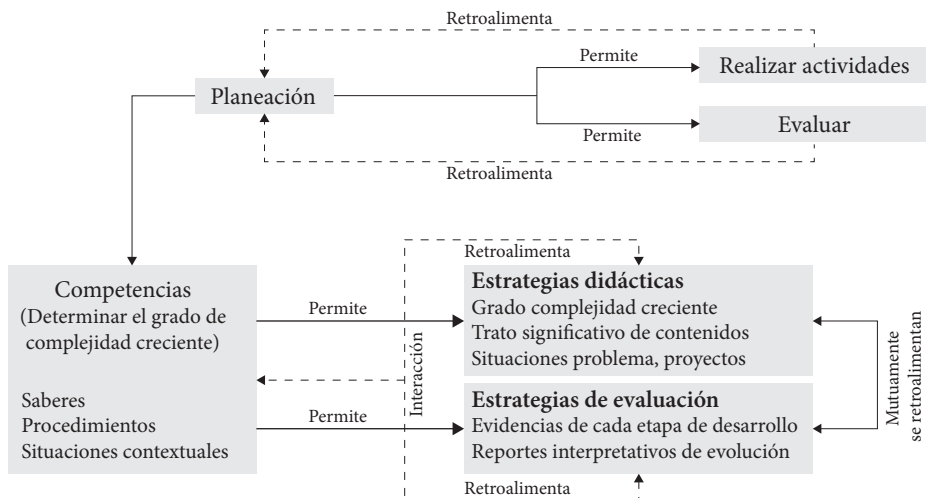 Retroalimenta
Permite
Realizar actividades
Planeación
Permite
Evaluar
Retroalimenta
Retroalimenta
Competencias
(Determinar el grado de
complejidad creciente)
Saberes
Procedimientos
Situaciones contextuales
Permite
Permite
Interacción
Estrategias didácticas
Grado complejidad creciente
Trato significativo de contenidos
Situaciones problema, proyectos
Estrategias de evaluación
Evidencias de cada etapa de desarrollo
Reportes interpretativos de evolución
Mutuamente
se retroalimentan
Retroalimenta